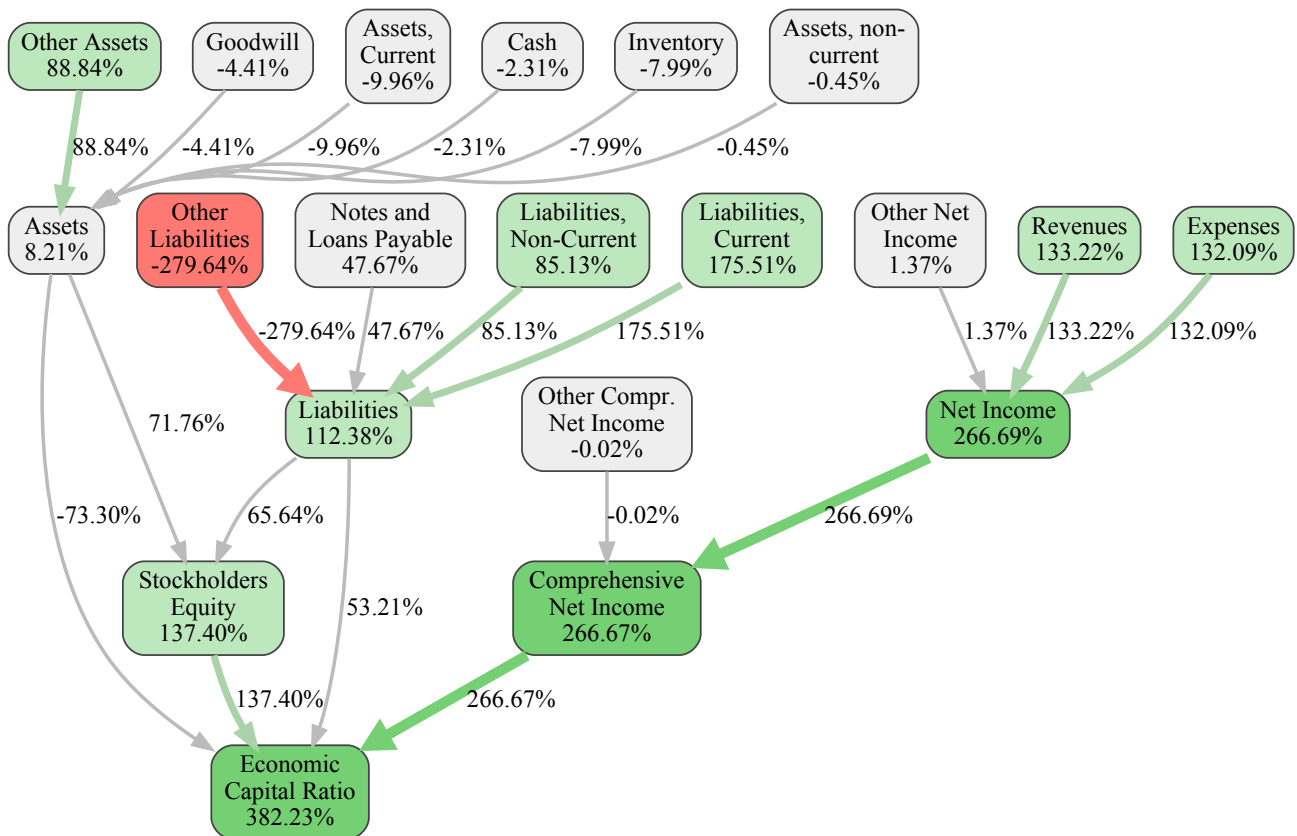 Other Assets
88.84%
Goodwill
-4.41%
Assets,
Current
-9.96%
Cash
-2.31%
Inventory
-7.99%
Assets, non-
current
-0.45%
88.84%
-4.41%
-9.96%
-2.31%
-7.99%
-0.45%
Assets
8.21%
Other
Liabilities
-279.64%
Notes and
Loans Payable
47.67%
Liabilities,
Non-Current
85.13%
Liabilities,
Current
175.51%
Other Net
Income
1.37%
Revenues
133.22%
Expenses
132.09%
-279.64%
47.67%
85.13%
175.51%
1.37%
133.22%
132.09%
71.76%
Liabilities
112.38%
Other Compr.
Net Income
-0.02%
Net Income
266.69%
-73.30%
65.64%
-0.02%
266.69%
Stockholders
Equity
137.40%
53.21%
Comprehensive
Net Income
266.67%
137.40%
266.67%
Economic
Capital Ratio
382.23%